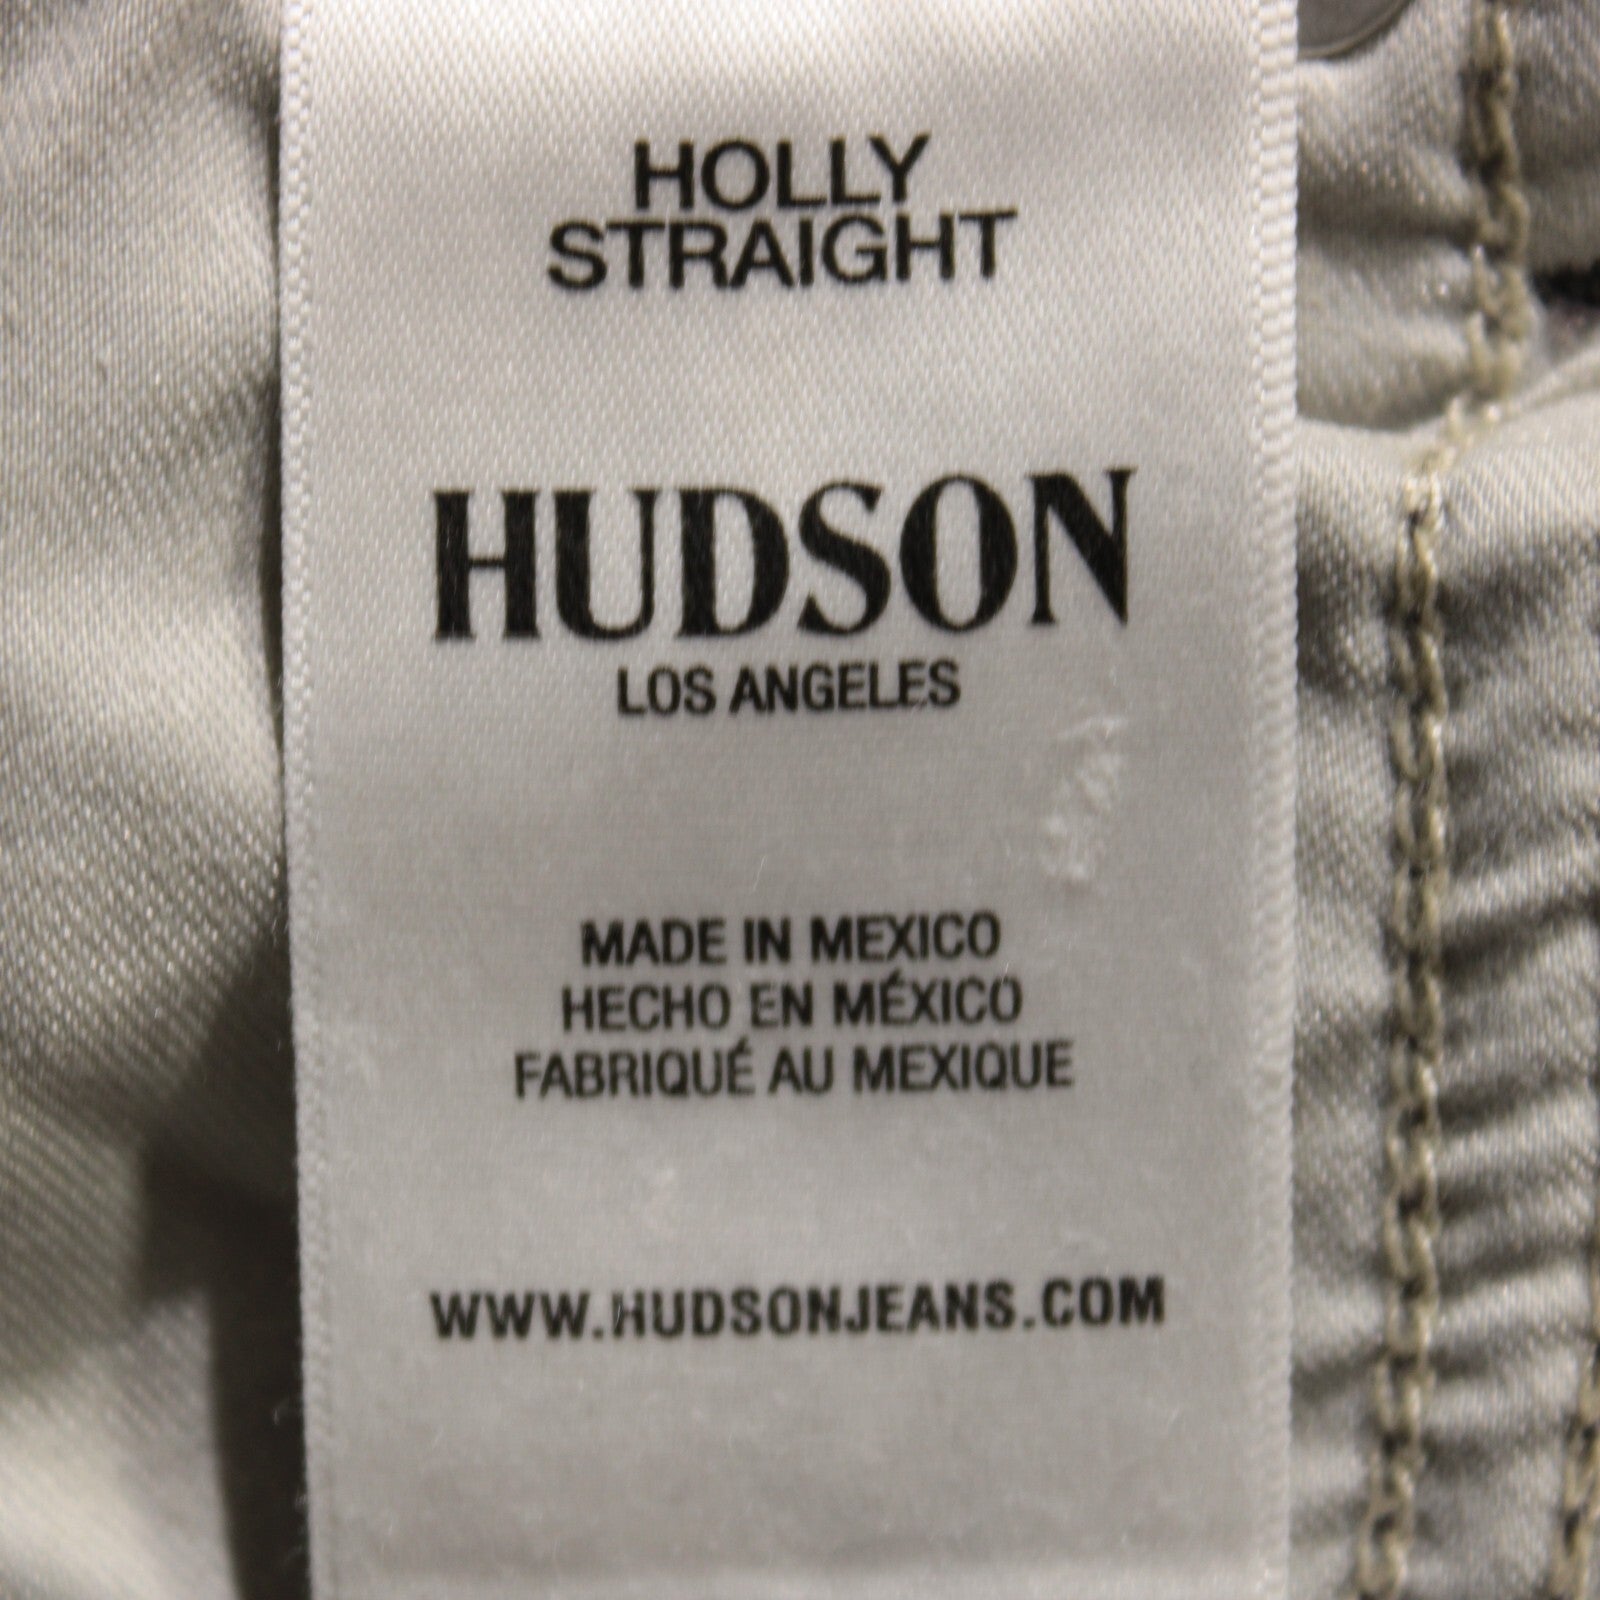 HOLLY
STRAIGHT
HUDSON
LOS ANGELES
MADE IN MEXICO
HECHO EN MÉXICO
FABRIQUÉ AU MEXIQUE
WWW.HUDSONJEANS.COM